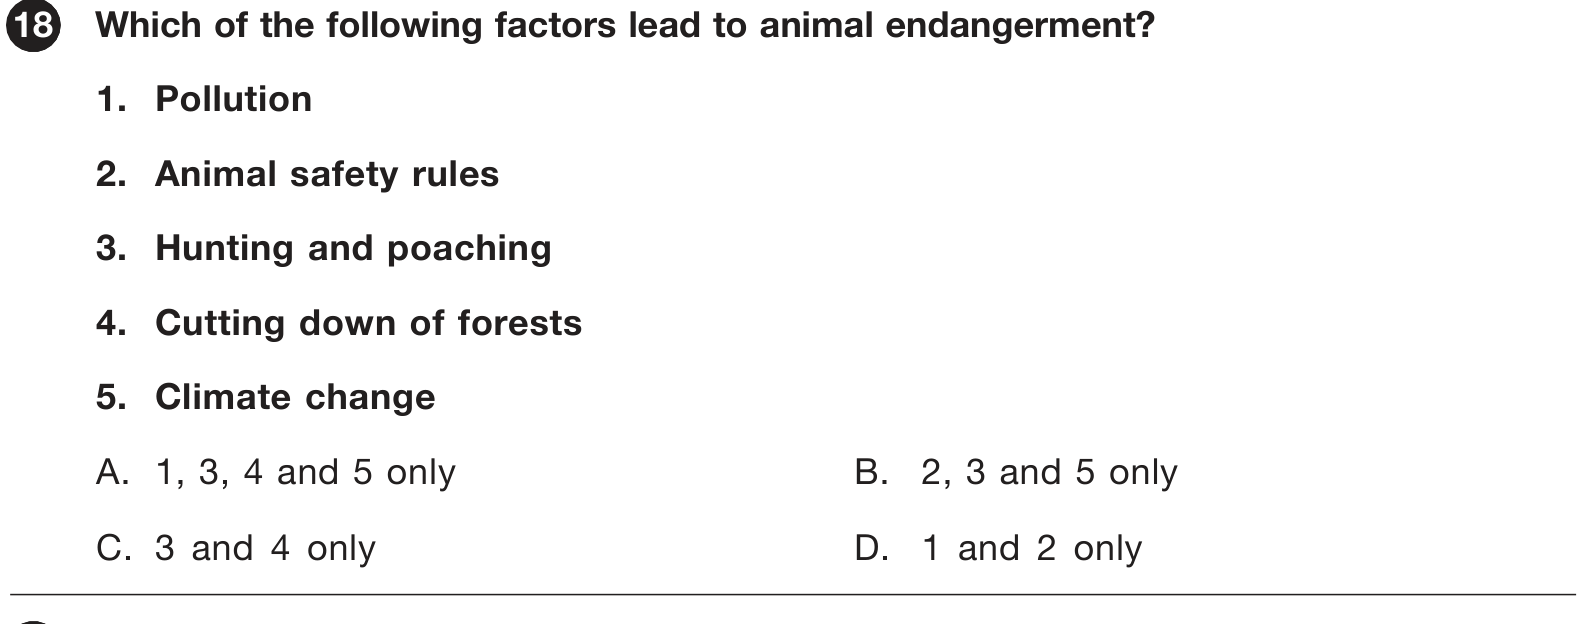 18 Which of the following factors lead to animal endangerment?
1. Pollution
2. Animal safety rules
3. Hunting and poaching
4. Cutting down of forests
5. Climate change
A. 1, 3, 4 and 5 only B. 2, 3 and 5 only
C. 3 and 4 only D. 1 and 2 only